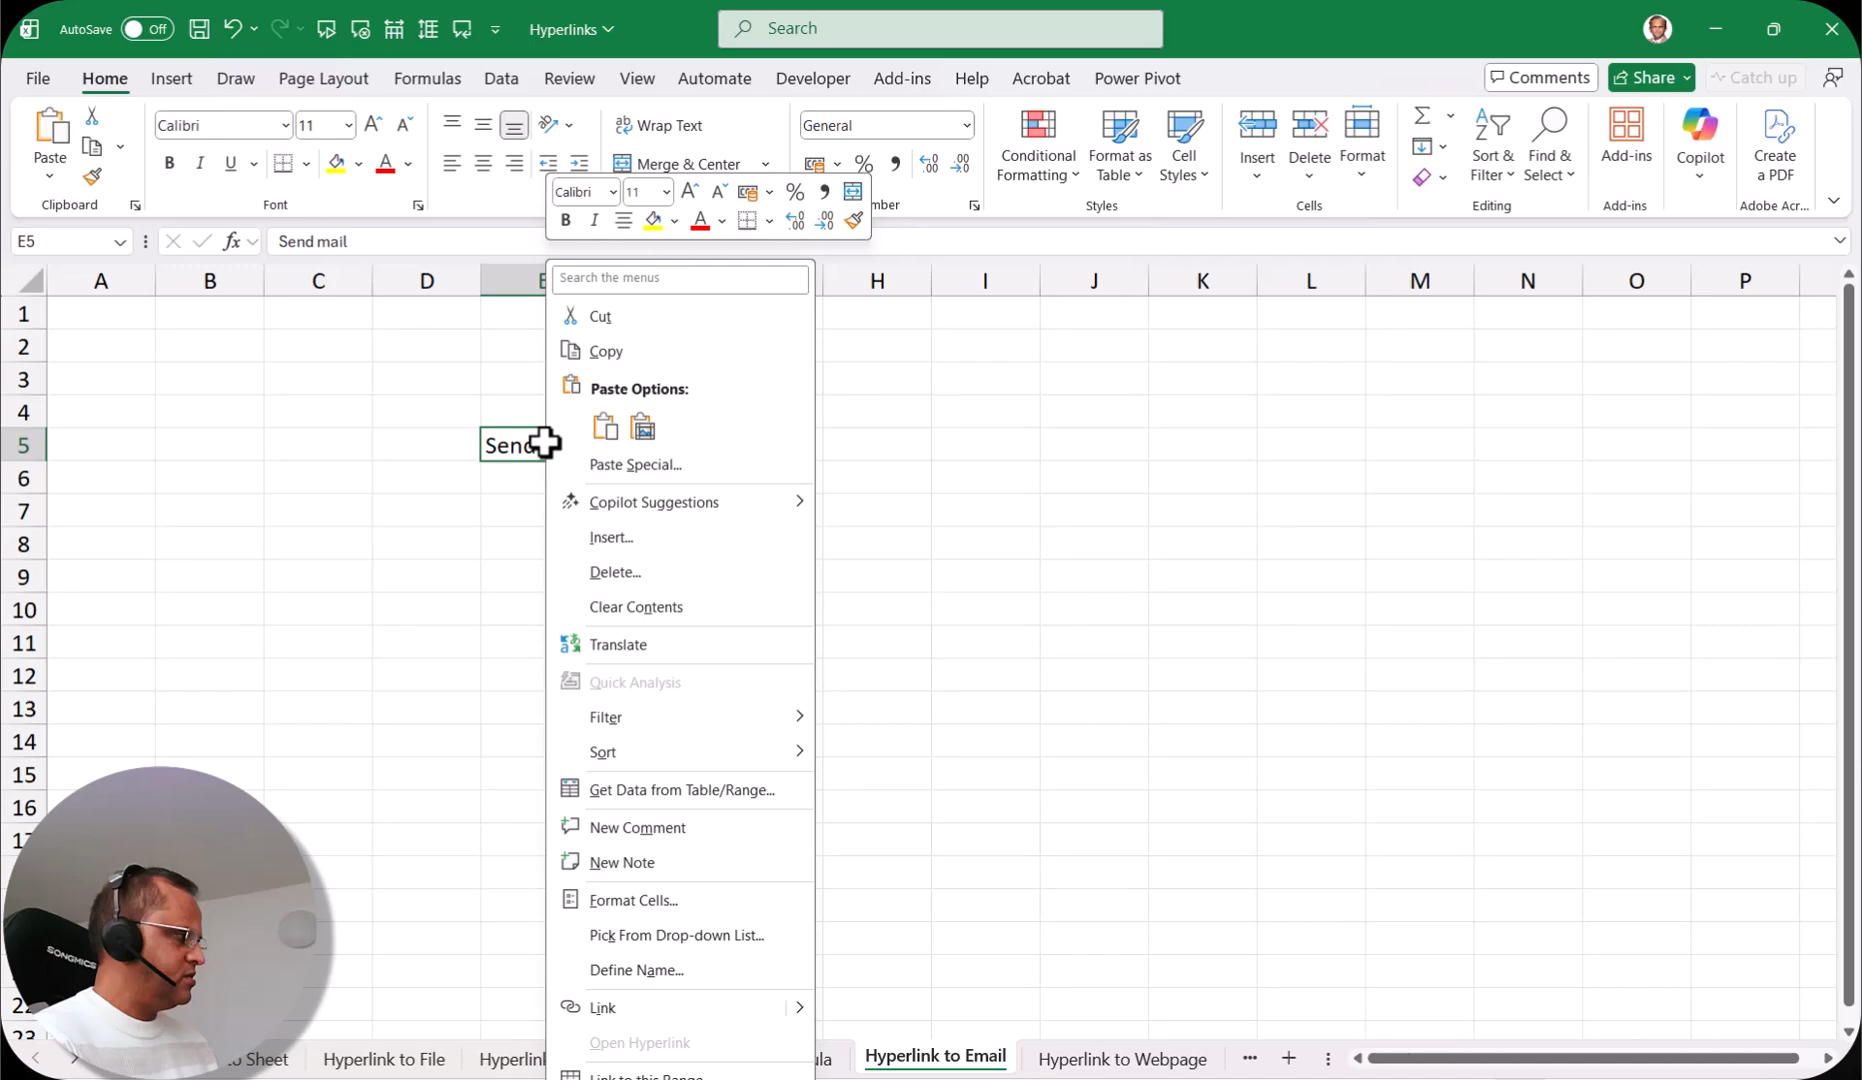 AutoSave Off Hyperlinks Search
File Home Insert Draw Page Layout Formulas Data Review View Automate Developer Add-ins Help Acrobat Power Pivot Comments Share Catch up
Paste
Clipboard
Calibri 11
B I U A
Font
Wrap Text
Merge & Center
General
% ,
mber
Conditional Formatting
Format as Table
Cell Styles
Styles
Insert Delete Format
Cells
Sort & Filter
Find & Select
Editing
Add-ins
Add-ins
Copilot
Create a PDF
Adobe Acr...
Calibri 11 A A % ,
B I A
E5 fx Send mail
A B C D E H I J K L M N O P
1
2
3
4
5 Send
6
7
8
9
10
11
12
13
14
15
16
17
22
23
Search the menus
Cut
Copy
Paste Options:
Paste Special...
Copilot Suggestions
Insert...
Delete...
Clear Contents
Translate
Quick Analysis
Filter
Sort
Get Data from Table/Range...
New Comment
New Note
Format Cells...
Pick From Drop-down List...
Define Name...
Link
Open Hyperlink
Link to this Range
SONGMICS
to Sheet Hyperlink to File Hyperlink ula Hyperlink to Email Hyperlink to Webpage